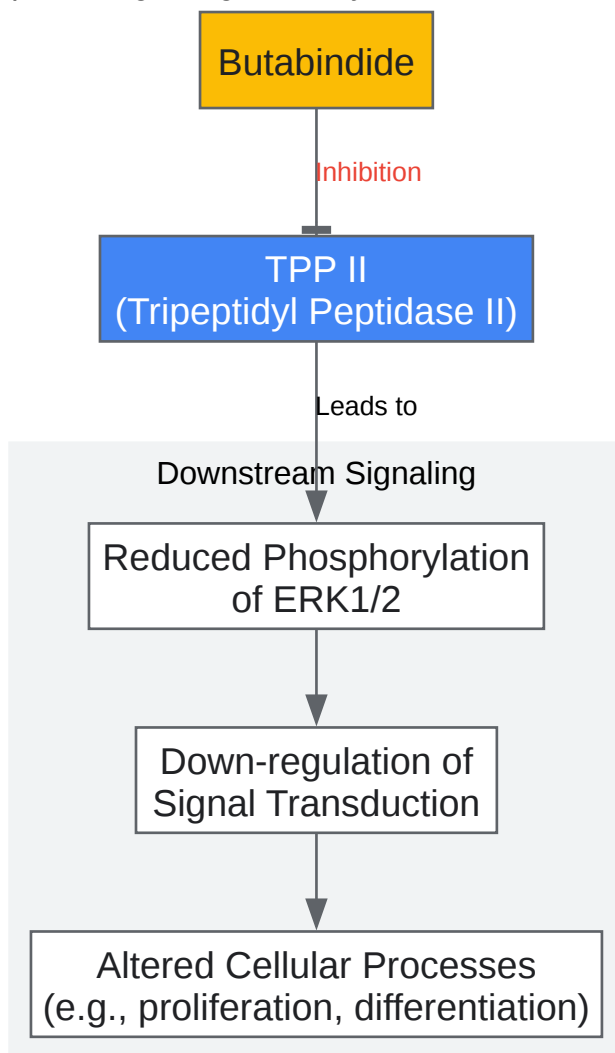 Butabindide
Inhibition
TPP II
(Tripeptidyl Peptidase II)
Leads to
Downstream Signaling
Reduced Phosphorylation
of ERK1/2
Down-regulation of
Signal Transduction
Altered Cellular Processes
(e.g., proliferation, differentiation)